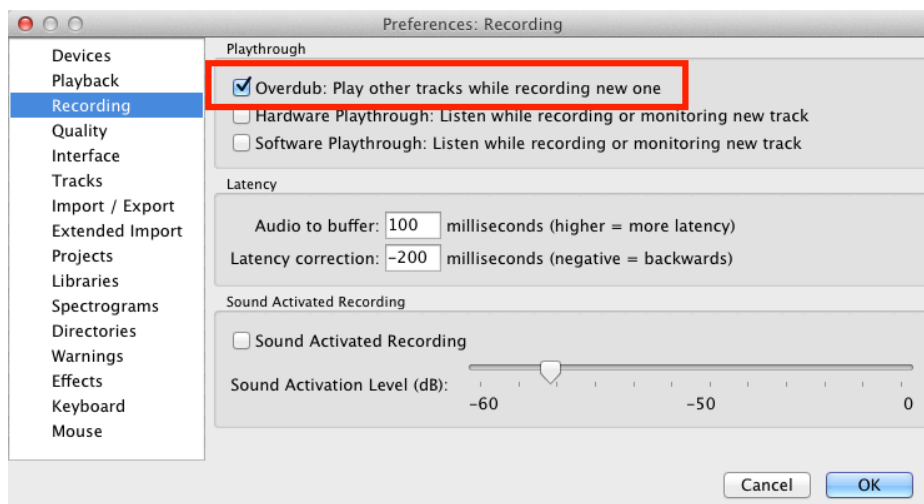 Preferences: Recording
Devices
Playback
Recording
Quality
Interface
Tracks
Import / Export
Extended Import
Projects
Libraries
Spectrograms
Directories
Warnings
Effects
Keyboard
Mouse
Playthrough
Overdub: Play other tracks while recording new one
Hardware Playthrough: Listen while recording or monitoring new track
Software Playthrough: Listen while recording or monitoring new track
Latency
Audio to buffer: 100 milliseconds (higher = more latency)
Latency correction: -200 milliseconds (negative = backwards)
Sound Activated Recording
Sound Activated Recording
Sound Activation Level (dB):
-60 -50 0
Cancel OK